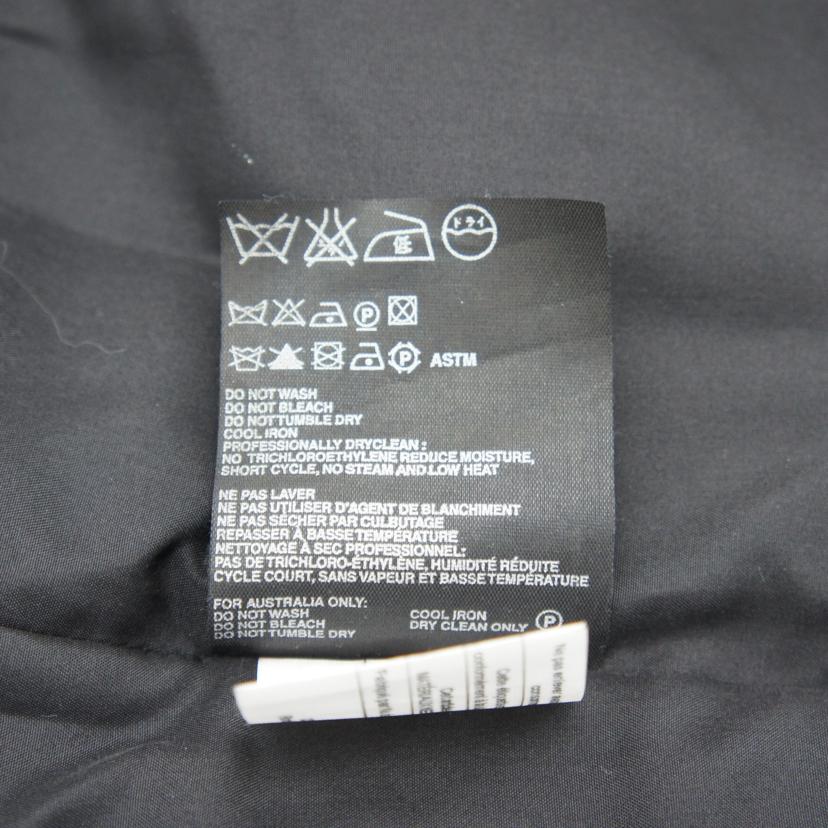 低 ドライ
P
P ASTM
DO NOT WASH
DO NOT BLEACH
DO NOT TUMBLE DRY
COOL IRON
PROFESSIONALLY DRYCLEAN :
NO TRICHLOROETHYLENE REDUCE MOISTURE,
SHORT CYCLE, NO STEAM AND LOW HEAT
NE PAS LAVER
NE PAS UTILISER D'AGENT DE BLANCHIMENT
NE PAS SÉCHER PAR CULBUTAGE
REPASSER À BASSE TEMPÉRATURE
NETTOYAGE À SEC PROFESSIONNEL:
PAS DE TRICHLORO-ÉTHYLÈNE, HUMIDITÉ RÉDUITE
CYCLE COURT, SANS VAPEUR ET BASSE TEMPÉRATURE
FOR AUSTRALIA ONLY:
DO NOT WASH COOL IRON
DO NOT BLEACH DRY CLEAN ONLY P
DO NOT TUMBLE DRY